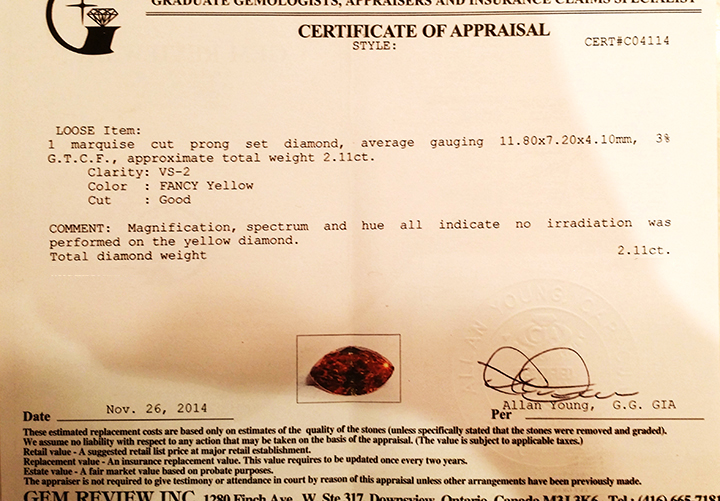 GRADUATE GEMOLOGISTS, APPRAISERS AND INSURANCE CLAIMS SPECIALIST
CERTIFICATE OF APPRAISAL
STYLE:
CERT#C04114
LOOSE Item:
1 marquise cut prong set diamond, average gauging 11.80x7.20x4.10mm, 3%
G.T.C.F., approximate total weight 2.11ct.
Clarity: VS-2
Color : FANCY Yellow
Cut : Good
COMMENT: Magnification, spectrum and hue all indicate no irradiation was
performed on the yellow diamond.
Total diamond weight 2.11ct.
ALLAN YOUNG,
Date Nov. 26, 2014
Per Allan Young, G.G. GIA
These estimated replacement costs are based only on estimates of the quality of the stones (unless specifically stated that the stones were removed and graded).
We assume no liability with respect to any action that may be taken on the basis of the appraisal. (The value is subject to applicable taxes.)
Retail value - A suggested retail list price at major retail establishment.
Replacement value - An insurance replacement value. This value requires to be updated once every two years.
Estate value - A fair market value based on probate purposes.
The appraiser is not required to give testimony or attendance in court by reason of this appraisal unless other arrangements have been previously made.
GEM REVIEW INC. 1280 Finch Ave. W. Ste 317, Downsview, Ontario, Canada M3J 3K6 Tel: (416) 665-718